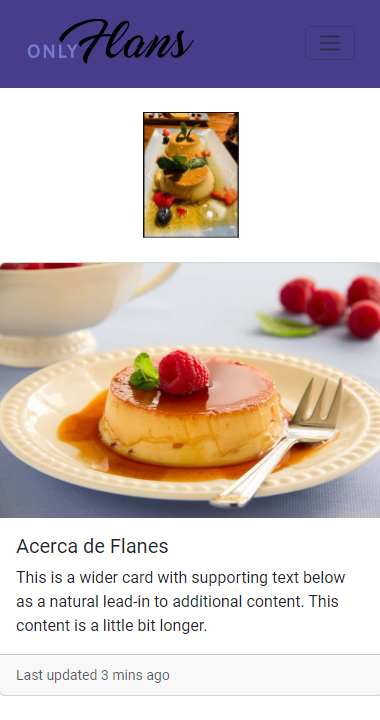 ONLY Flans
Acerca de Flanes
This is a wider card with supporting text below
as a natural lead-in to additional content. This
content is a little bit longer.
Last updated 3 mins ago